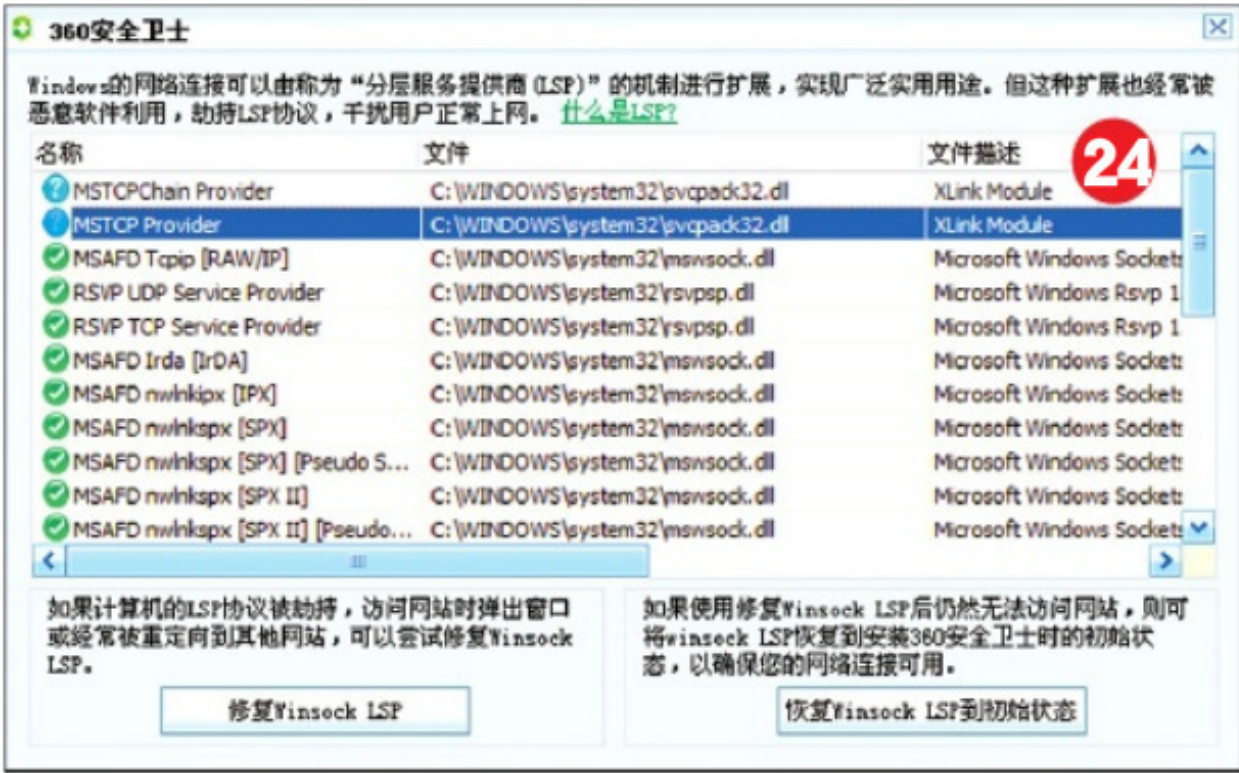 360安全卫士
Windows的网络连接可以由称为“分层服务提供商(LSP)”的机制进行扩展，实现广泛实用用途。但这种扩展也经常被
恶意软件利用，劫持LSP协议，干扰用户正常上网。 什么是LSP?
名称 文件 文件描述
24
MSTCPChain Provider C:\WINDOWS\system32\svcpack32.dll XLink Module
MSTCP Provider C:\WINDOWS\system32\svcpack32.dll XLink Module
MSAFD Tcpip [RAW/IP] C:\WINDOWS\system32\mswsock.dll Microsoft Windows Sockets
RSVP UDP Service Provider C:\WINDOWS\system32\rsvpsp.dll Microsoft Windows Rsvp 1
RSVP TCP Service Provider C:\WINDOWS\system32\rsvpsp.dll Microsoft Windows Rsvp 1
MSAFD Irda [IrDA] C:\WINDOWS\system32\mswsock.dll Microsoft Windows Sockets
MSAFD nwlnkipx [IPX] C:\WINDOWS\system32\mswsock.dll Microsoft Windows Sockets
MSAFD nwlnkspx [SPX] C:\WINDOWS\system32\mswsock.dll Microsoft Windows Sockets
MSAFD nwlnkspx [SPX] [Pseudo S... C:\WINDOWS\system32\mswsock.dll Microsoft Windows Sockets
MSAFD nwlnkspx [SPX II] C:\WINDOWS\system32\mswsock.dll Microsoft Windows Sockets
MSAFD nwlnkspx [SPX II] [Pseudo... C:\WINDOWS\system32\mswsock.dll Microsoft Windows Sockets
如果计算机的LSP协议被劫持，访问网站时弹出窗口
或经常被重定向到其他网站，可以尝试修复Winsock
LSP。
修复Winsock LSP
如果使用修复Winsock LSP后仍然无法访问网站，则可
将winsock LSP恢复到安装360安全卫士时的初始状
态，以确保您的网络连接可用。
恢复Winsock LSP到初始状态